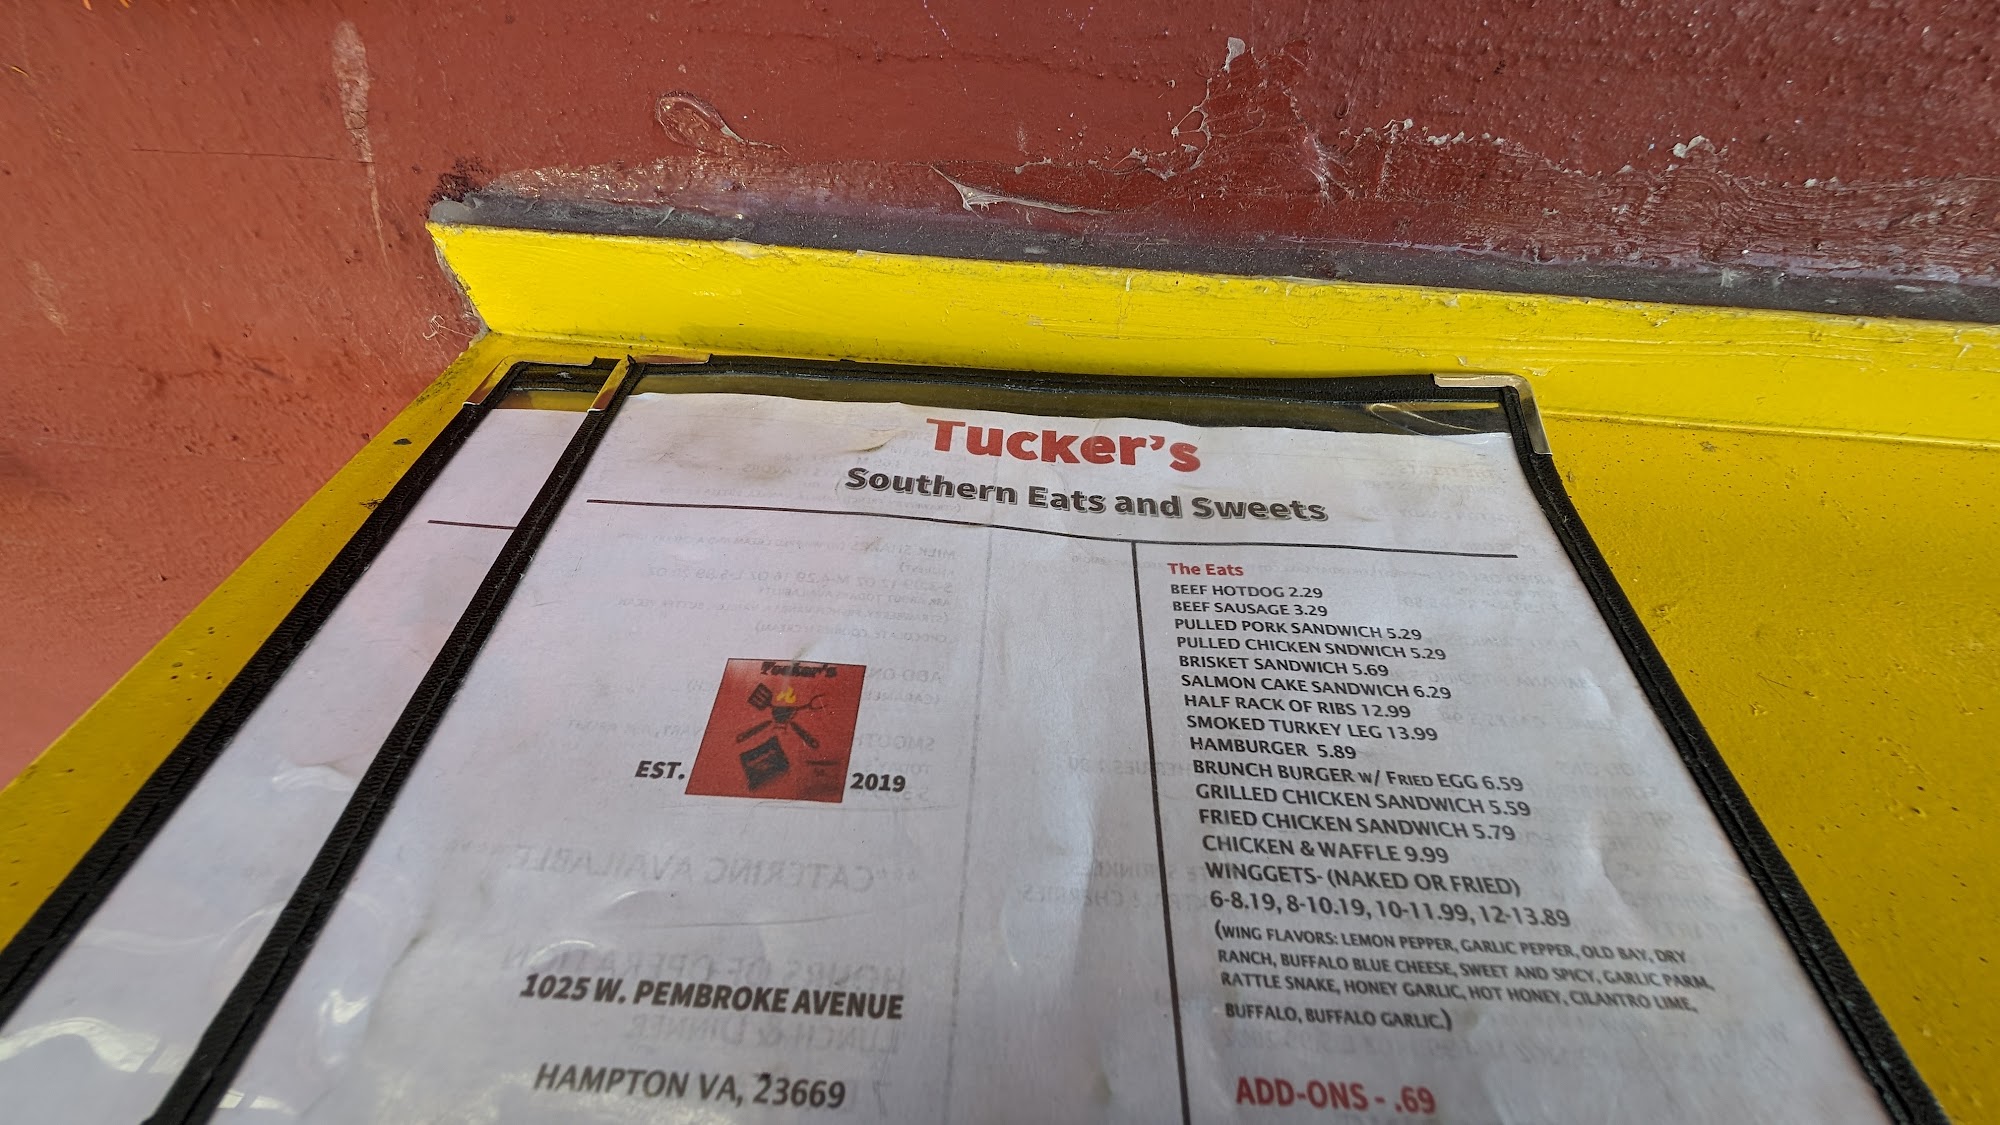 Tucker's
Southern Eats and Sweets
Tucker's
EST.
2019
1025 W. PEMBROKE AVENUE
HAMPTON VA, 23669
The Eats
BEEF HOTDOG 2.29
BEEF SAUSAGE 3.29
PULLED PORK SANDWICH 5.29
PULLED CHICKEN SNDWICH 5.29
BRISKET SANDWICH 5.69
SALMON CAKE SANDWICH 6.29
HALF RACK OF RIBS 12.99
SMOKED TURKEY LEG 13.99
HAMBURGER 5.89
BRUNCH BURGER w/ FRIED EGG 6.59
GRILLED CHICKEN SANDWICH 5.59
FRIED CHICKEN SANDWICH 5.79
CHICKEN & WAFFLE 9.99
WINGGETS- (NAKED OR FRIED)
6-8.19, 8-10.19, 10-11.99, 12-13.89
(WING FLAVORS: LEMON PEPPER, GARLIC PEPPER, OLD BAY, DRY
RANCH, BUFFALO BLUE CHEESE, SWEET AND SPICY, GARLIC PARM,
RATTLE SNAKE, HONEY GARLIC, HOT HONEY, CILANTRO LIME,
BUFFALO, BUFFALO GARLIC.)
ADD-ONS - .69